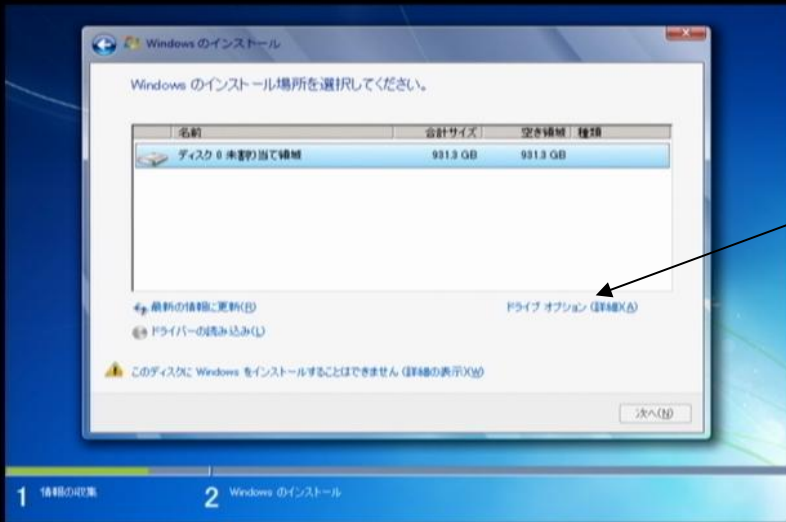 Windows のインストール
Windows のインストール場所を選択してください。
名前 合計サイズ 空き領域 種類
ディスク 0 未割り当て領域 931.3 GB 931.3 GB
最新の情報に更新(R) ドライブ オプション (詳細)(A)
ドライバーの読み込み(L)
このディスクに Windows をインストールすることはできません (詳細の表示)(W)
次へ(N)
1 情報の収集 2 Windows のインストール